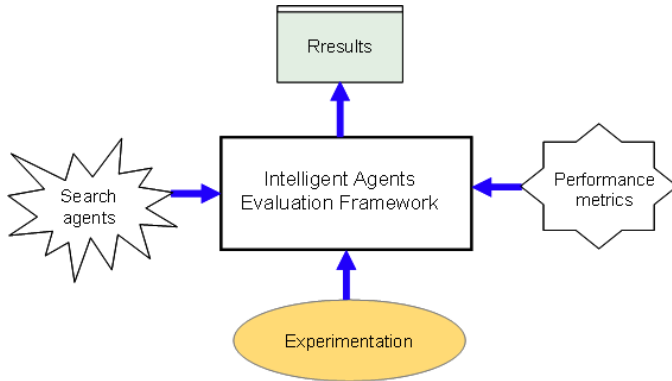 Rresults
Intelligent Agents
Evaluation Framework
Search
agents
Performance
metrics
Experimentation